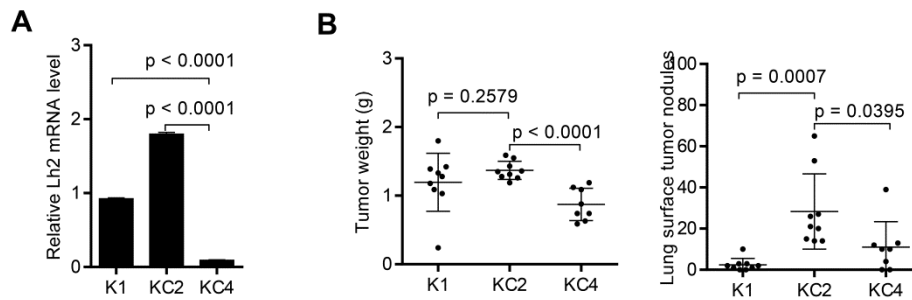 A
Relative Lh2 mRNA level
3
2
1
0
p < 0.0001
p < 0.0001
K1 KC2 KC4
B
Tumor weight (g)
3
2
1
0
p = 0.2579
p < 0.0001
K1 KC2 KC4
Lung surface tumor nodules
100
80
60
40
20
0
p = 0.0007
p = 0.0395
K1 KC2 KC4